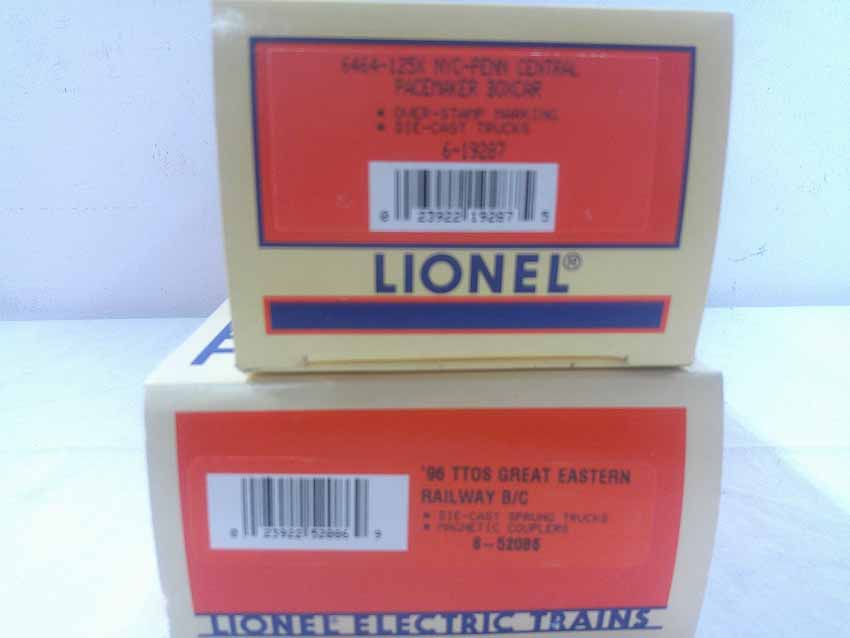 6464-125X NYC-PENN CENTRAL
PACEMAKER BOXCAR
• OVER-STAMP MARKING
• DIE-CAST TRUCKS
6-19287
0 23922 19287 5
LIONEL®
A
'96 TTOS GREAT EASTERN
RAILWAY B/C
• DIE-CAST SPRUNG TRUCKS
• MAGNETIC COUPLERS
6-52086
0 23922 52086 9
LIONEL® ELECTRIC TRAINS